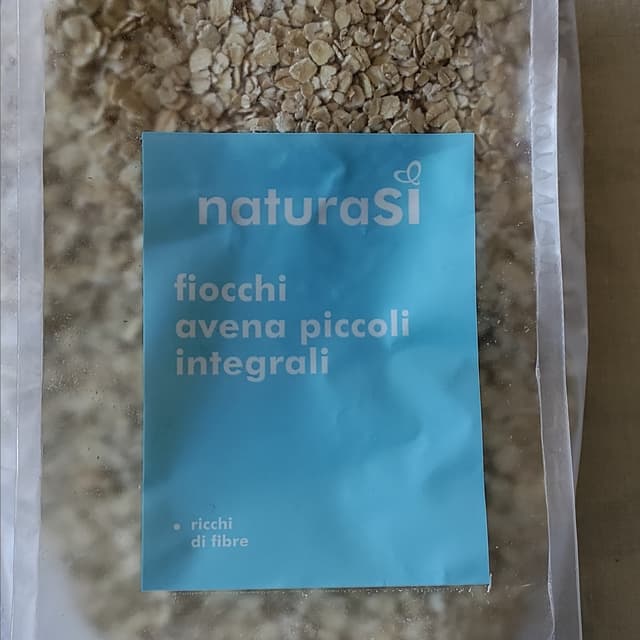 naturaSì
fiocchi
avena piccoli
integrali
• ricchi
di fibre